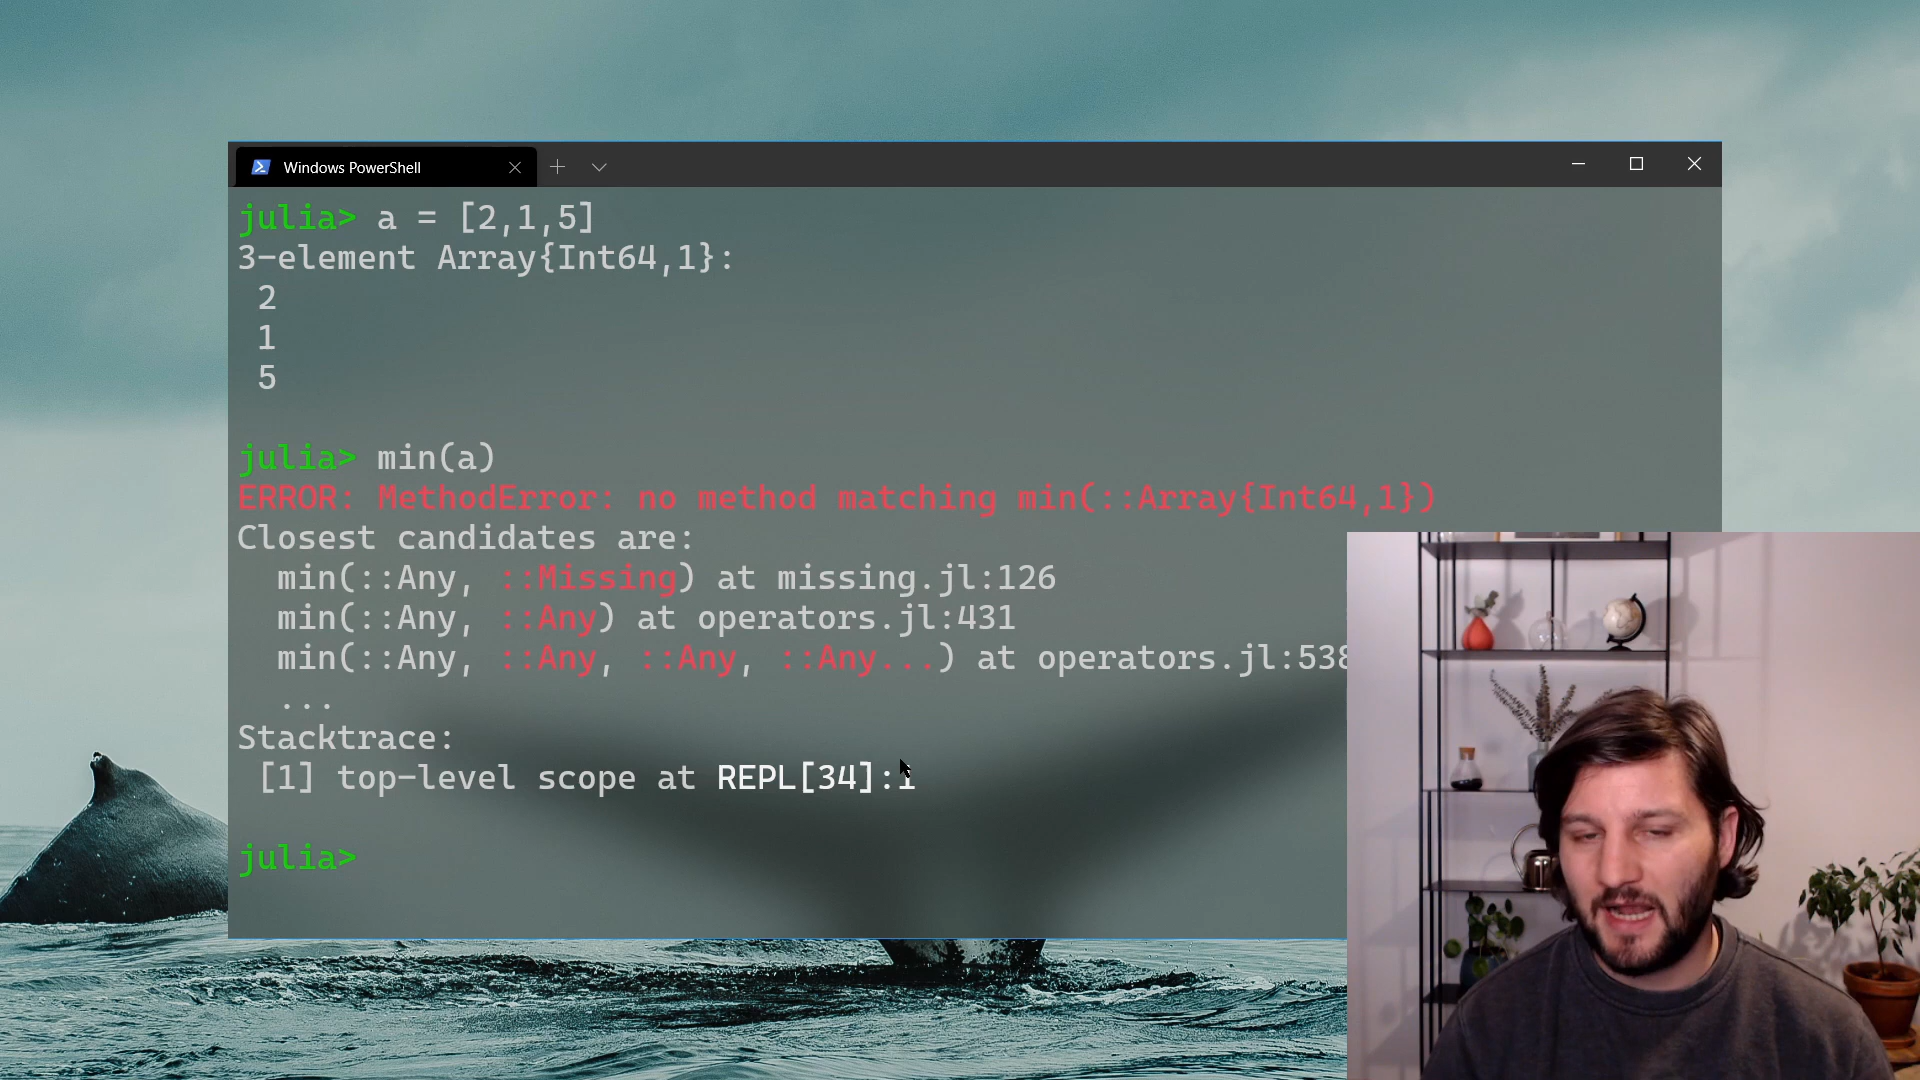 Windows PowerShell
julia> a = [2,1,5]
3-element Array{Int64,1}:
2
1
5
julia> min(a)
ERROR: MethodError: no method matching min(::Array{Int64,1})
Closest candidates are:
min(::Any, ::Missing) at missing.jl:126
min(::Any, ::Any) at operators.jl:431
min(::Any, ::Any, ::Any, ::Any...) at operators.jl:538
...
Stacktrace:
[1] top-level scope at REPL[34]:1
julia>